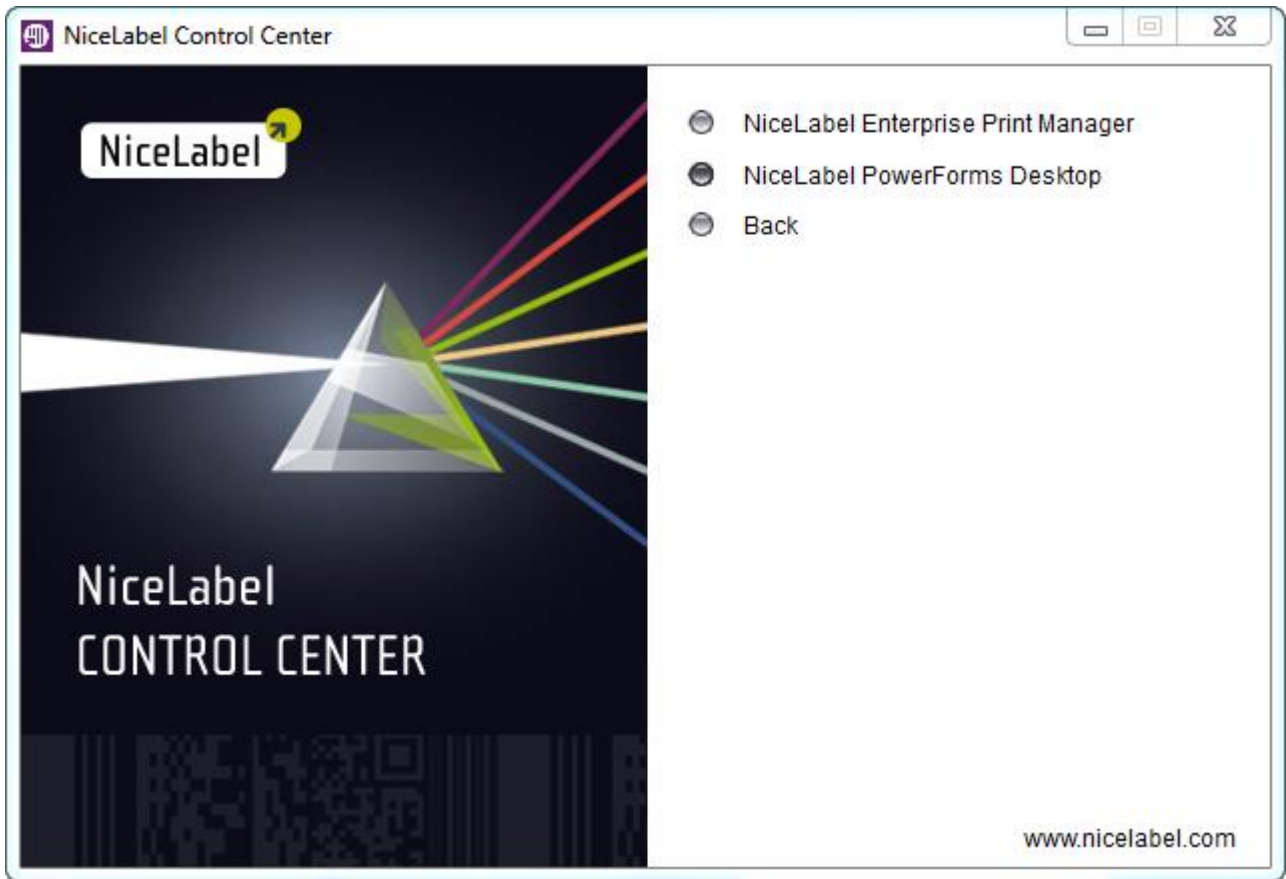 NiceLabel Control Center
NiceLabel
NiceLabel Enterprise Print Manager
NiceLabel PowerForms Desktop
Back
NiceLabel
CONTROL CENTER
www.nicelabel.com